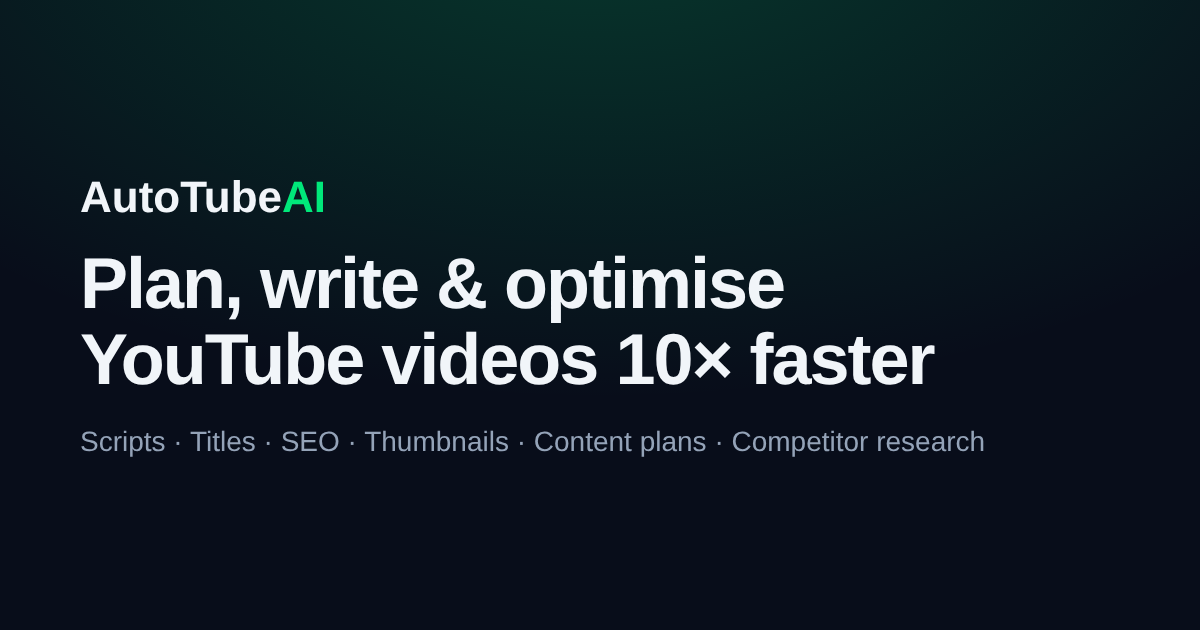 AutoTubeAI
Plan, write & optimise
YouTube videos 10× faster
Scripts · Titles · SEO · Thumbnails · Content plans · Competitor research